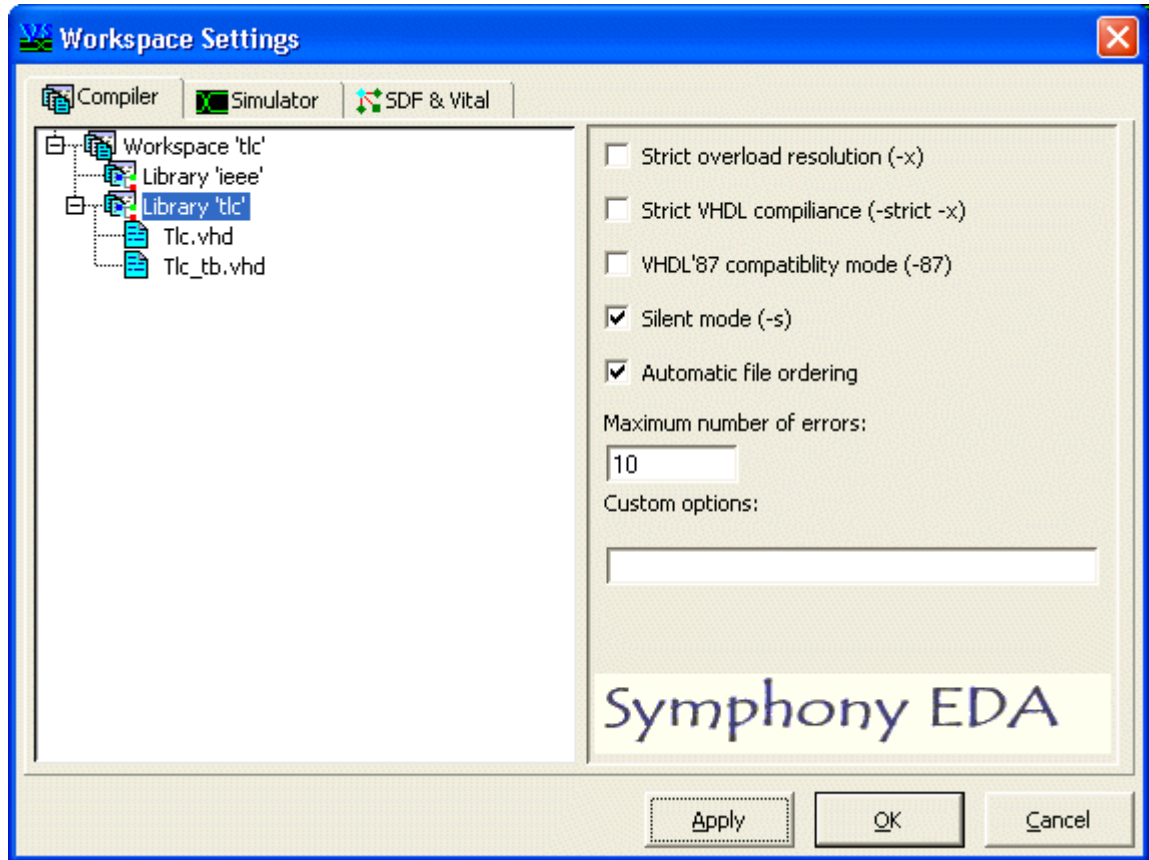 Workspace Settings
Compiler
Simulator
SDF & Vital
Workspace 'tlc'
Library 'ieee'
Library 'tlc'
Tlc.vhd
Tlc_tb.vhd
Strict overload resolution (-x)
Strict VHDL compiliance (-strict -x)
VHDL'87 compatiblity mode (-87)
Silent mode (-s)
Automatic file ordering
Maximum number of errors:
10
Custom options:
Symphony EDA
Apply
OK
Cancel